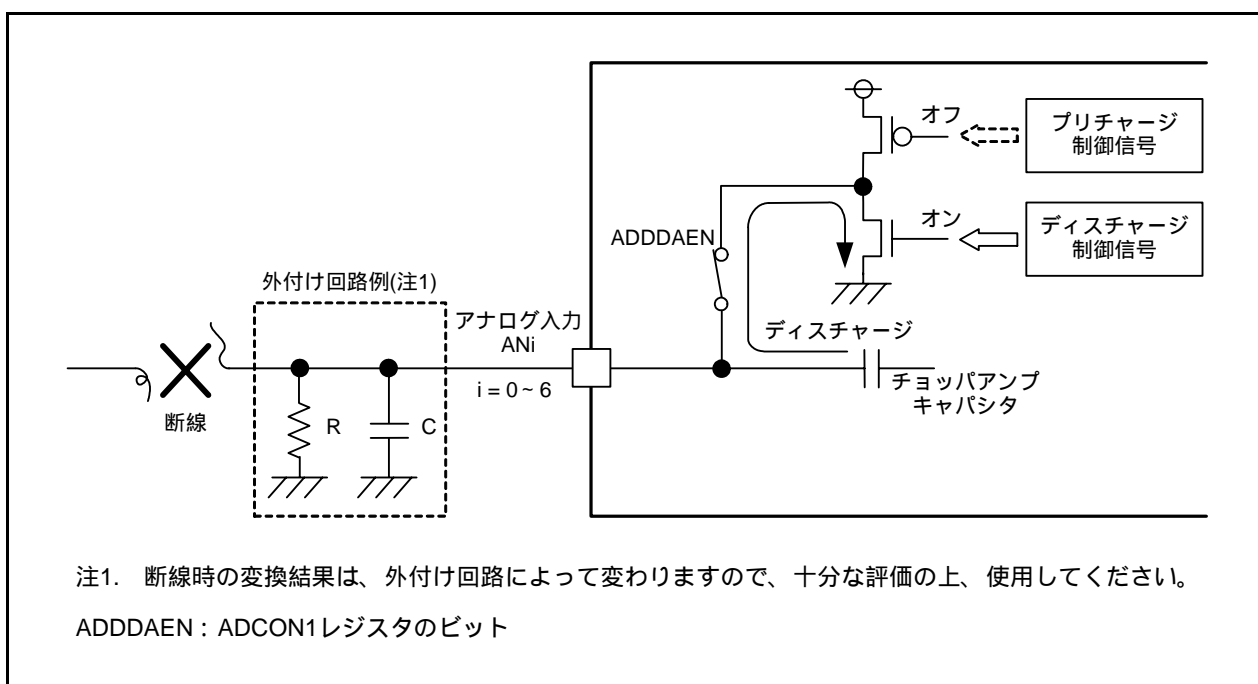 オフ
プリチャージ
制御信号
ADDDAEN
オン
ディスチャージ
制御信号
外付け回路例(注1)
アナログ入力
ANi
ディスチャージ
i = 0 ~ 6
チョッパアンプ
キャパシタ
断線
R
C
注1. 断線時の変換結果は、外付け回路によって変わりますので、十分な評価の上、使用してください。
ADDDAEN : ADCON1レジスタのビット